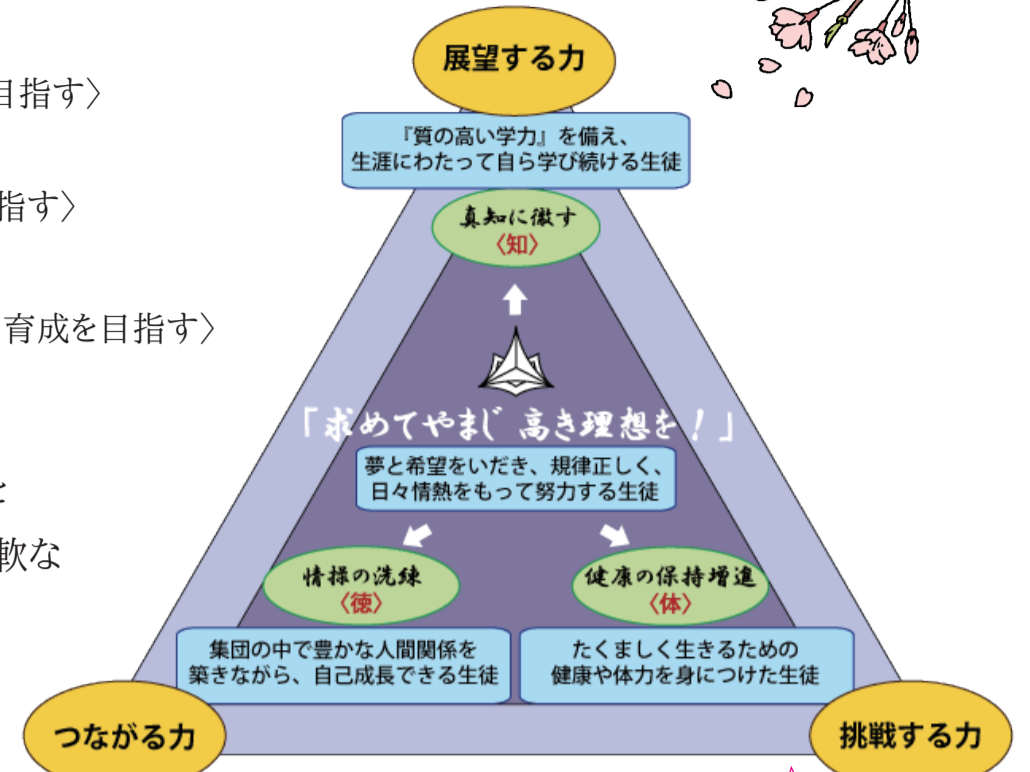 展望する力
目指す〉
『質の高い学力』を備え、
生涯にわたって自ら学び続ける生徒
指す〉
真知に徹す
〈知〉
育成を目指す〉
「求めてやまじ 高き理想を！」
夢と希望をいだき、規律正しく、
日々情熱をもって努力する生徒
と
軟な
情操の洗練
〈徳〉
健康の保持増進
〈体〉
集団の中で豊かな人間関係を
築きながら、自己成長できる生徒
たくましく生きるための
健康や体力を身につけた生徒
つながる力
挑戦する力